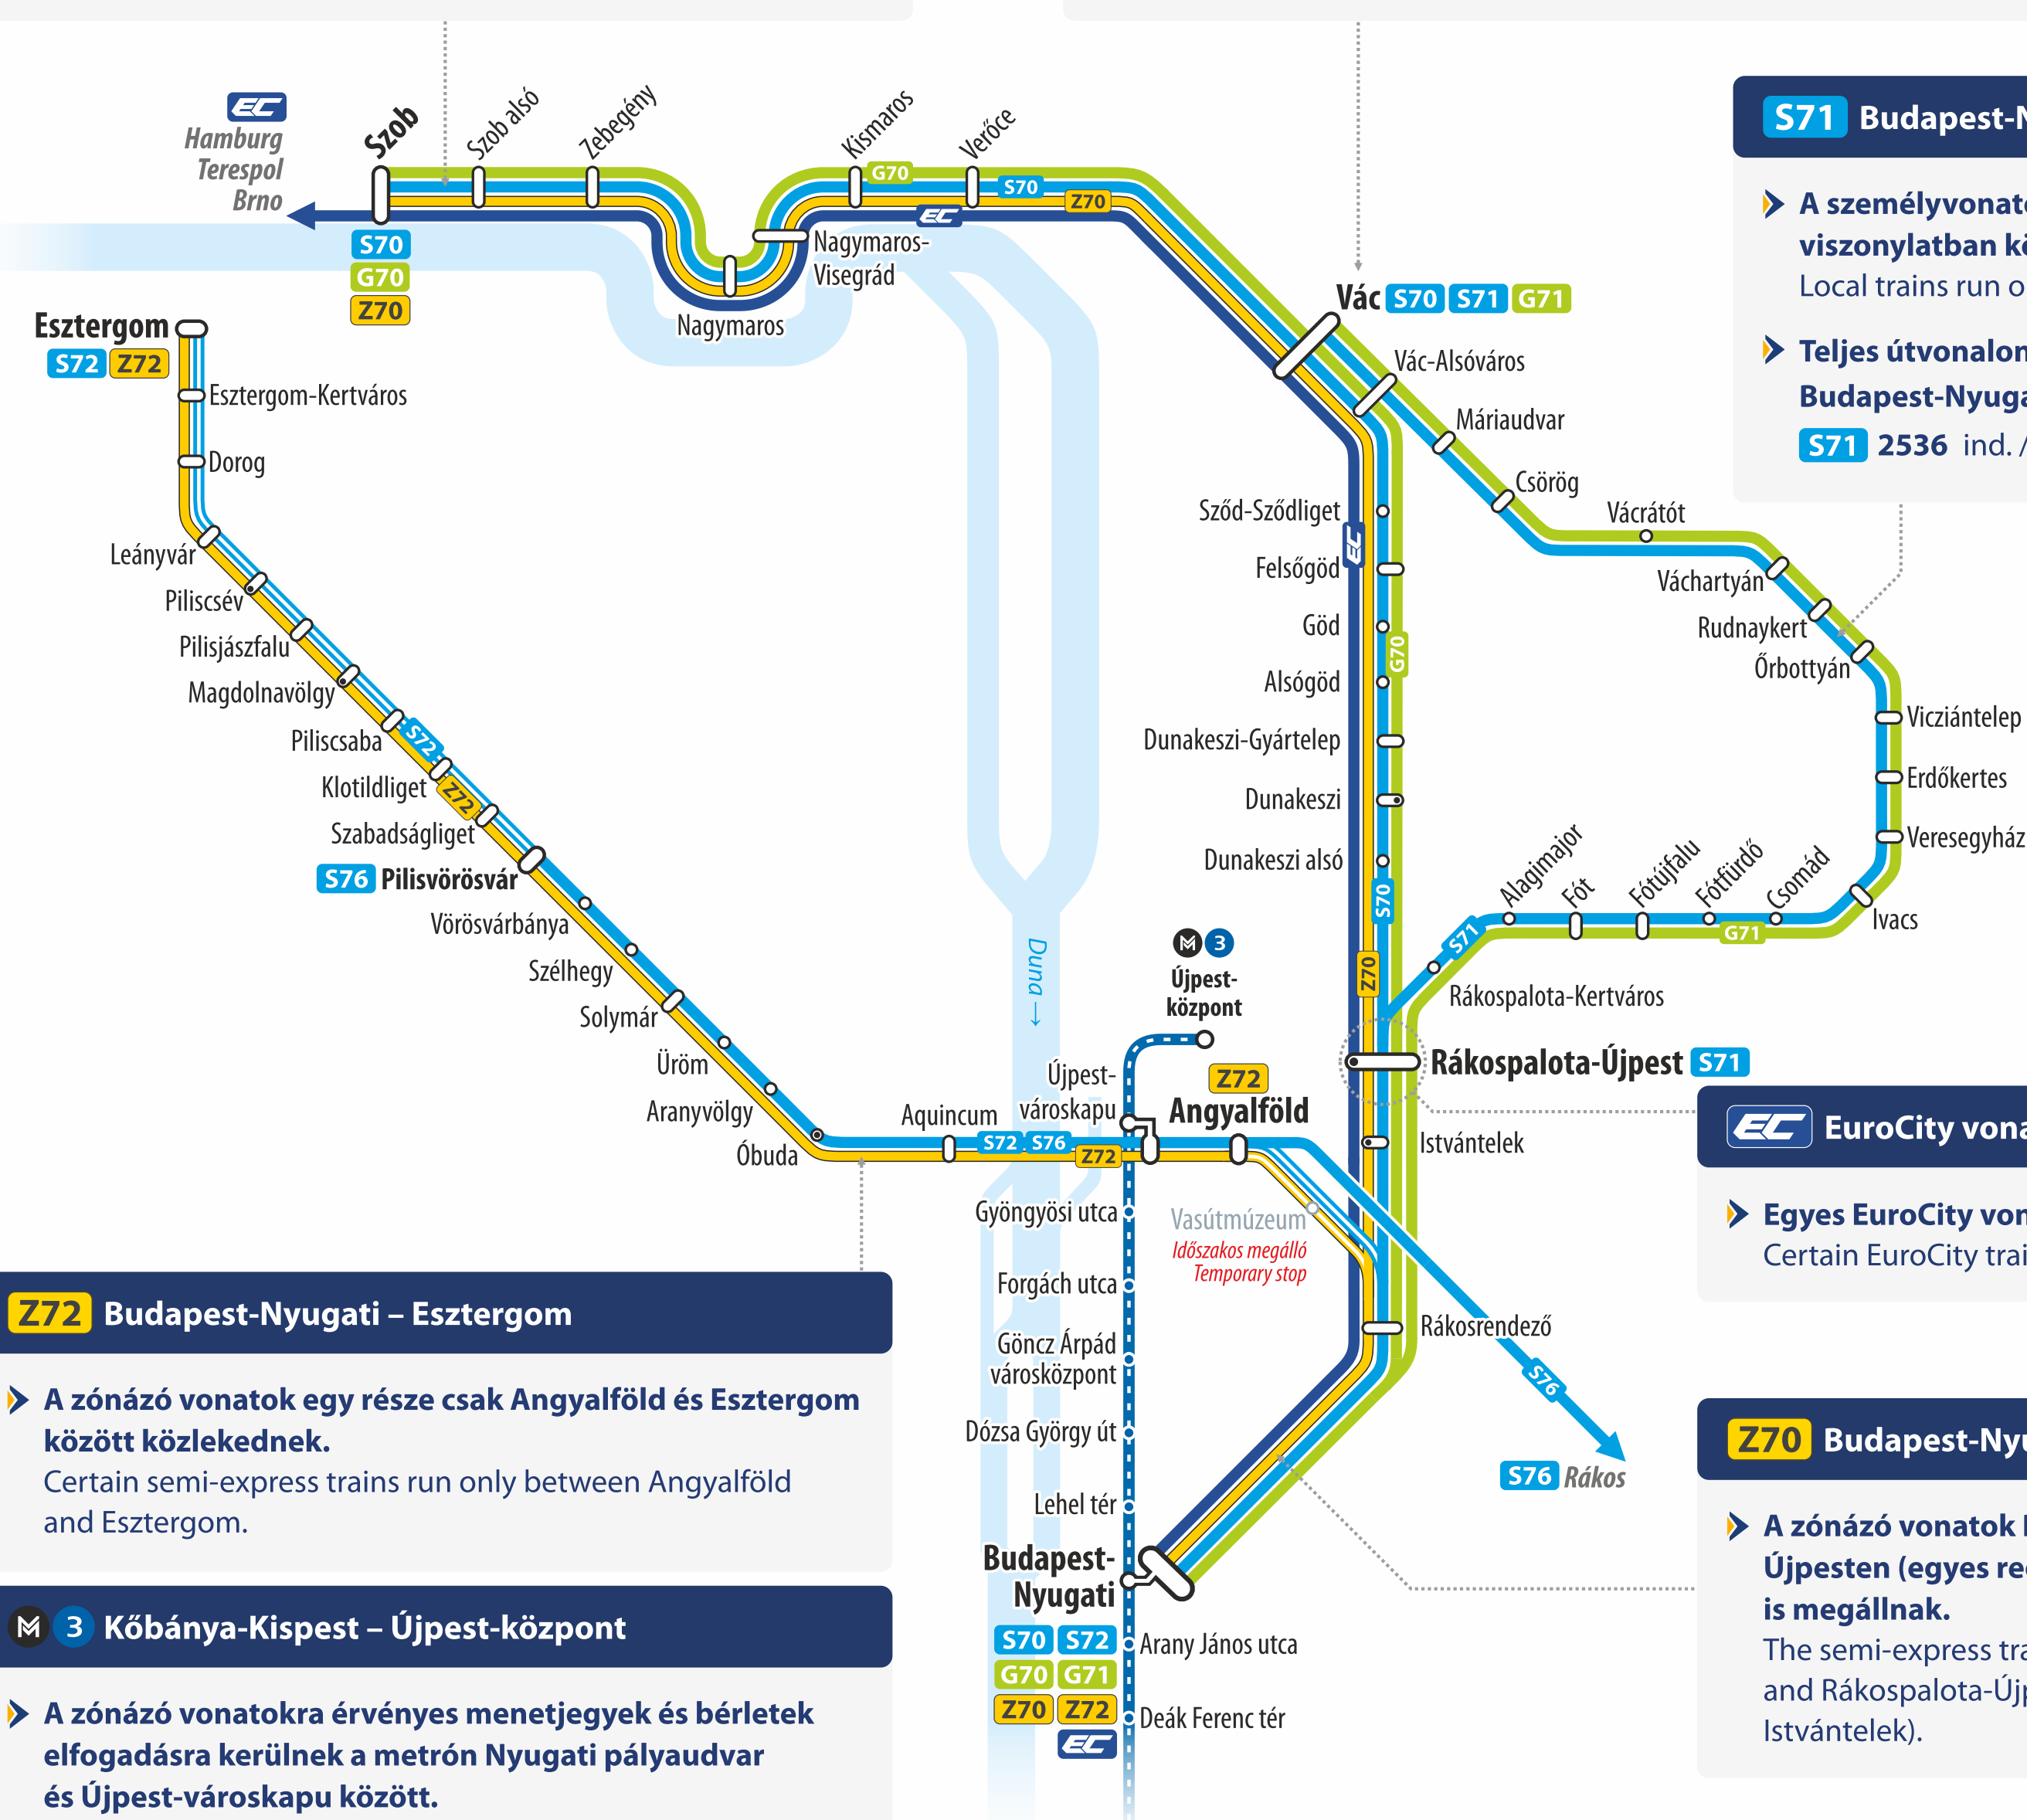 EC
Hamburg
Terespol
Brno
Szob
Szob alsó
Zebegény
Kismaros
Verőce
G70
S70
Z70
EC
S70
G70
Z70
Nagymaros-
Visegrád
Nagymaros
Esztergom
S72 Z72
Esztergom-Kertváros
Dorog
Leányvár
Piliscsév
Pilisjászfalu
Magdolnavölgy
Piliscsaba
S72
Klotildliget
Z72
Szabadságliget
S76 Pilisvörösvár
Vörösvárbánya
Szélhegy
Solymár
Üröm
Aranyvölgy
Óbuda
Aquincum
S72 S76
Z72
Duna →
Vác S70 S71 G71
Vác-Alsóváros
Máriaudvar
Csörög
Vácrátót
Váchartyán
Rudnaykert
Őrbottyán
Vicziántelep
Erdőkertes
Veresegyház
Ivacs
Csomád
Fótfürdő
Fótújfalu
Fót
Alagimajor
G71
S71
Rákospalota-Kertváros
Sződ-Sződliget
EC
Felsőgöd
Göd
G70
Alsógöd
Dunakeszi-Gyártelep
Dunakeszi
Dunakeszi alsó
S70
Z70
Rákospalota-Újpest S71
Istvántelek
Rákosrendező
S76
S76 Rákos
M 3
Újpest-
központ
Újpest-
városkapu
Z72
Angyalföld
Vasútmúzeum
Időszakos megálló
Temporary stop
Gyöngyösi utca
Forgách utca
Göncz Árpád
városközpont
Dózsa György út
Lehel tér
Budapest-
Nyugati
S70 S72
G70 G71
Z70 Z72
EC
Arany János utca
Deák Ferenc tér
S71 Budapest-N
A személyvonat
viszonylatban kö
Local trains run o
Teljes útvonalon
Budapest-Nyuga
S71 2536 ind. /
EC EuroCity vona
Egyes EuroCity von
Certain EuroCity trai
Z70 Budapest-Nyu
A zónázó vonatok
Újpesten (egyes re
is megállnak.
The semi-express tra
and Rákospalota-Újp
Istvántelek).
Z72 Budapest-Nyugati – Esztergom
A zónázó vonatok egy része csak Angyalföld és Esztergom
között közlekednek.
Certain semi-express trains run only between Angyalföld
and Esztergom.
M 3 Kőbánya-Kispest – Újpest-központ
A zónázó vonatokra érvényes menetjegyek és bérletek
elfogadásra kerülnek a metrón Nyugati pályaudvar
és Újpest-városkapu között.